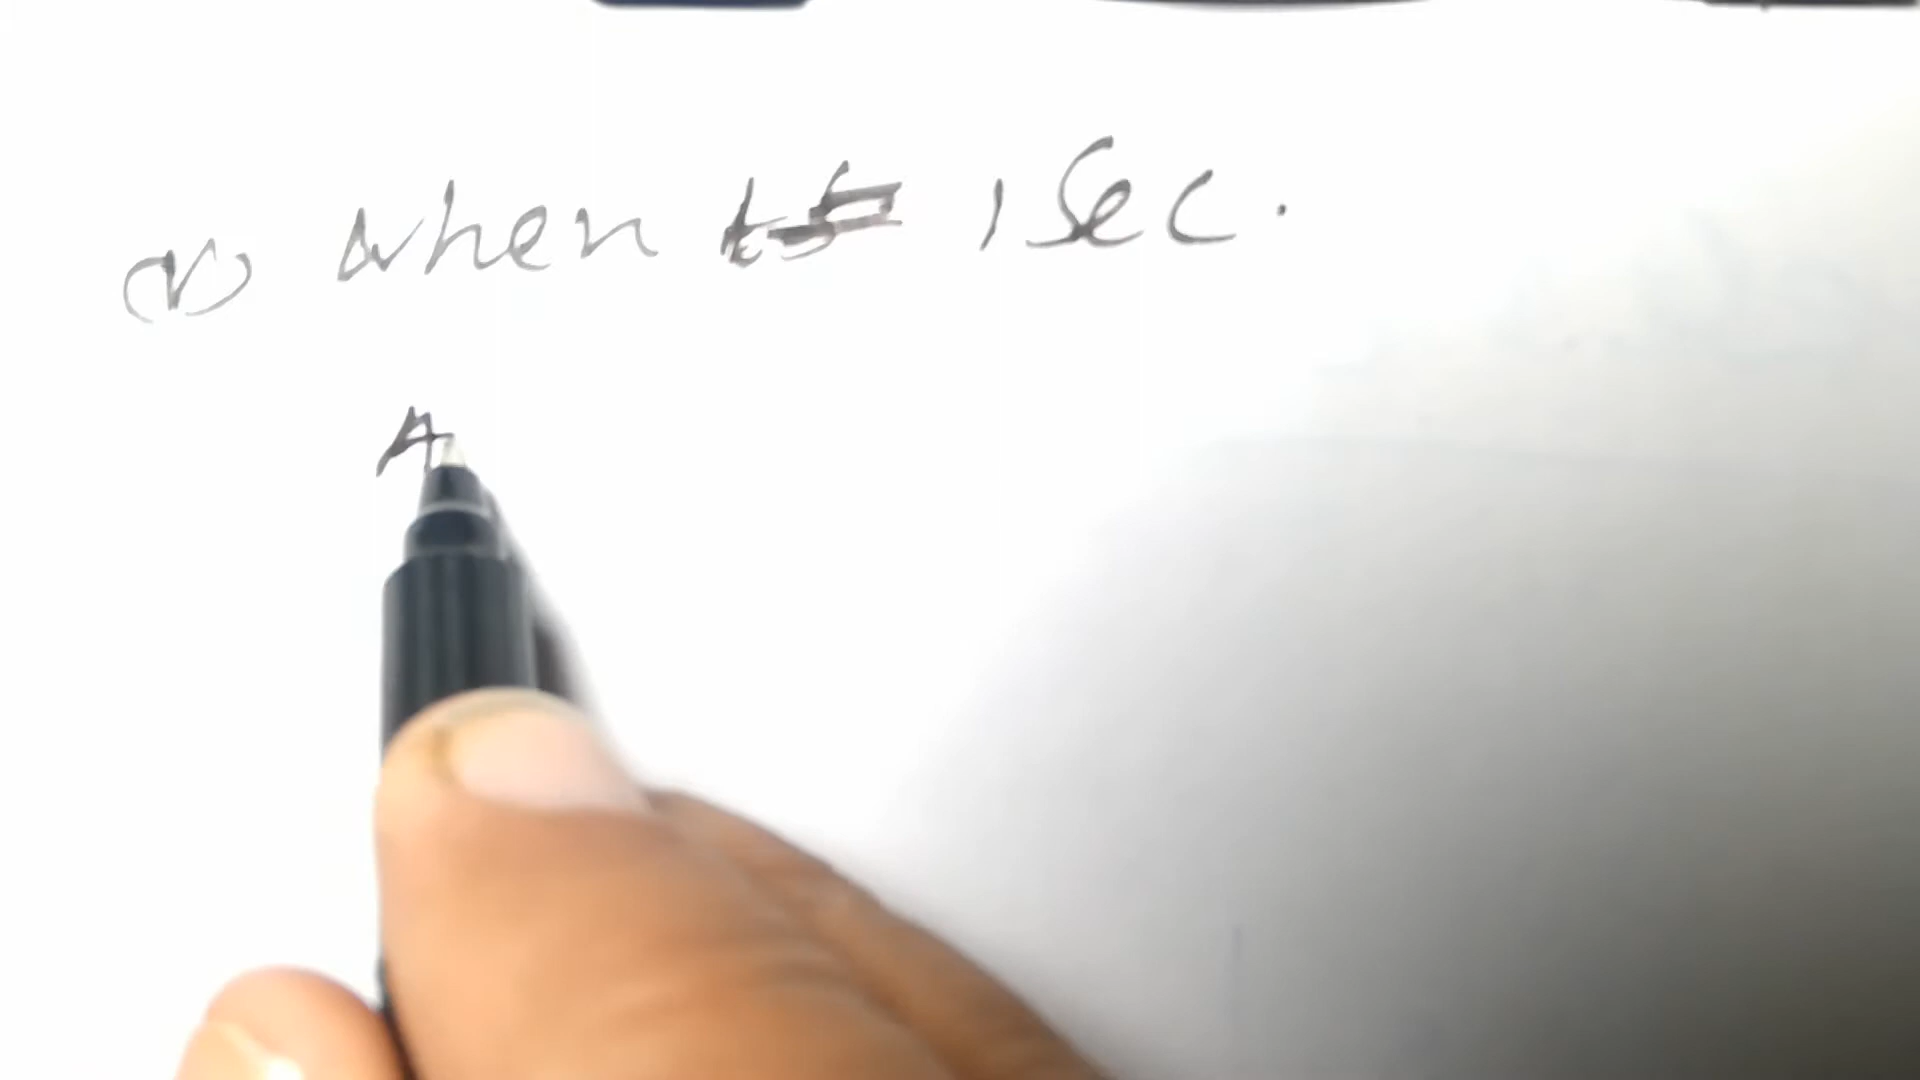 when t = 1 Sec.
A